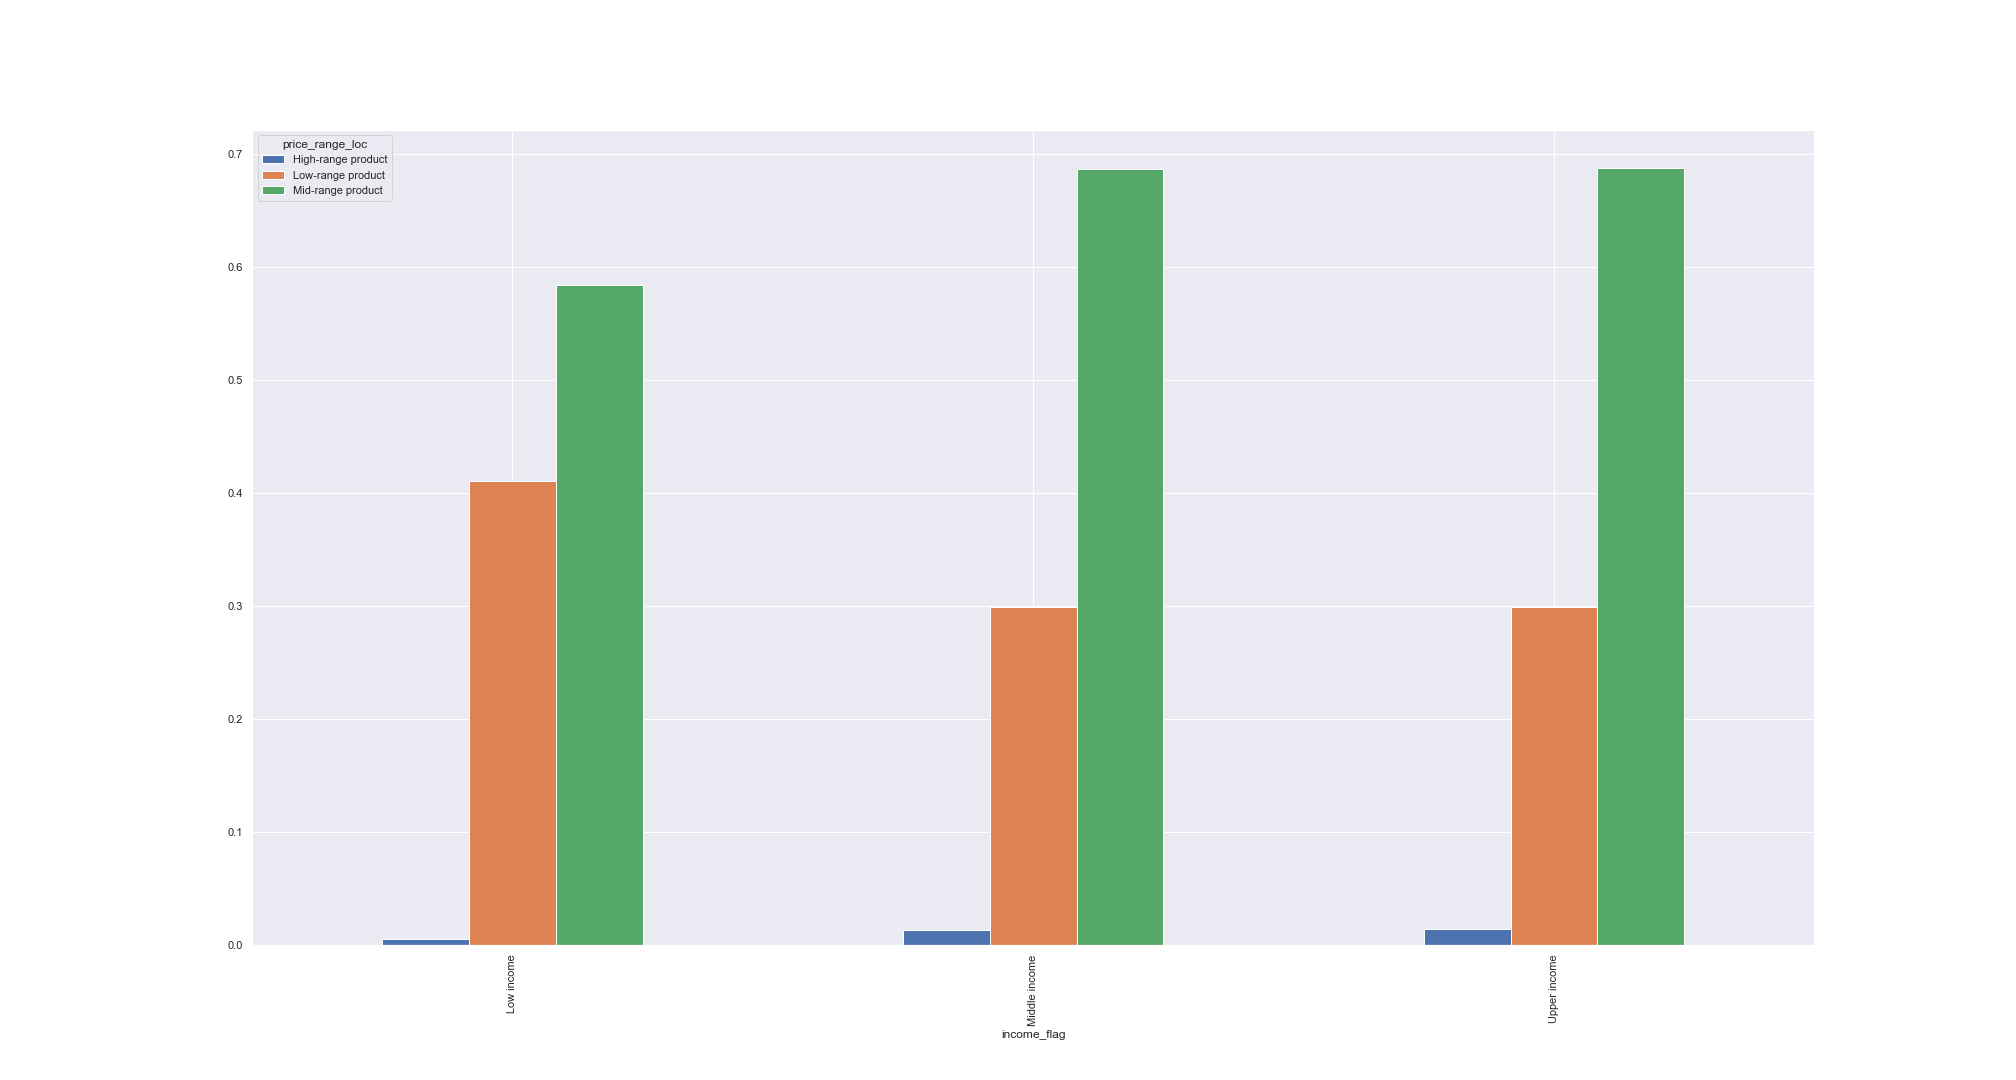 price_range_loc
High-range product
Low-range product
Mid-range product
0.7
0.6
0.5
0.4
0.3
0.2
0.1
0.0
Low income
Middle income
Upper income
income_flag